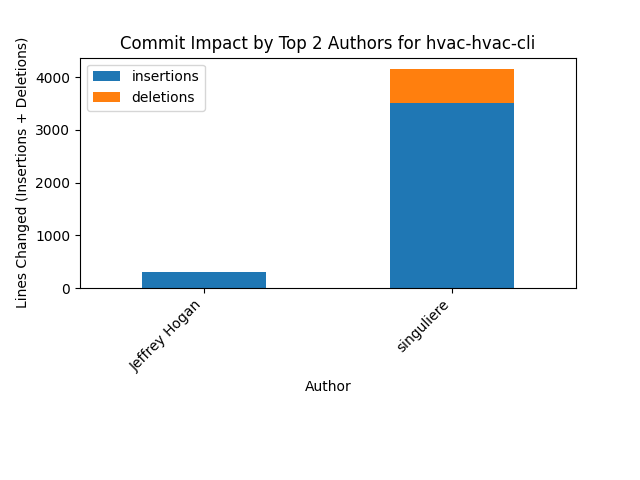 Commit Impact by Top 2 Authors for hvac-hvac-cli
Lines Changed (Insertions + Deletions)
4000
3000
2000
1000
0
insertions
deletions
Jeffrey Hogan
singuliere
Author